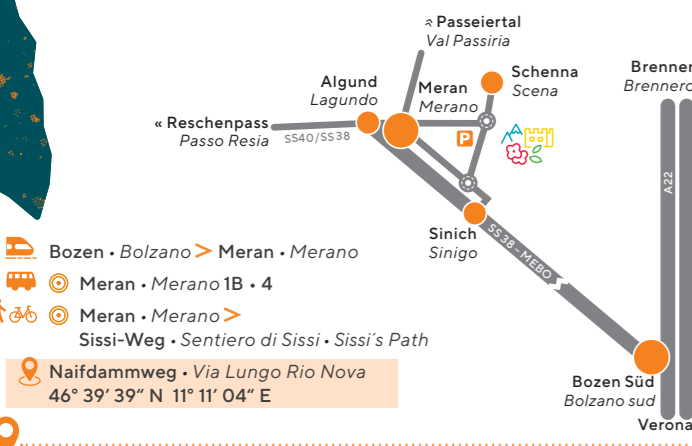 » Passeiertal
Val Passiria
Algund
Lagundo
Meran
Merano
Schenna
Scena
Brenner
Brennero
« Reschenpass
Passo Resia
SS40/SS38
P
A22
Sinich
Sinigo
SS38-MEBO
Bozen • Bolzano > Meran • Merano
Meran • Merano 1B • 4
Meran • Merano >
Sissi-Weg • Sentiero di Sissi • Sissi´s Path
Naifdammweg • Via Lungo Rio Nova
46° 39’ 39“ N 11° 11’ 04“ E
Bozen Süd
Bolzano sud
Verona